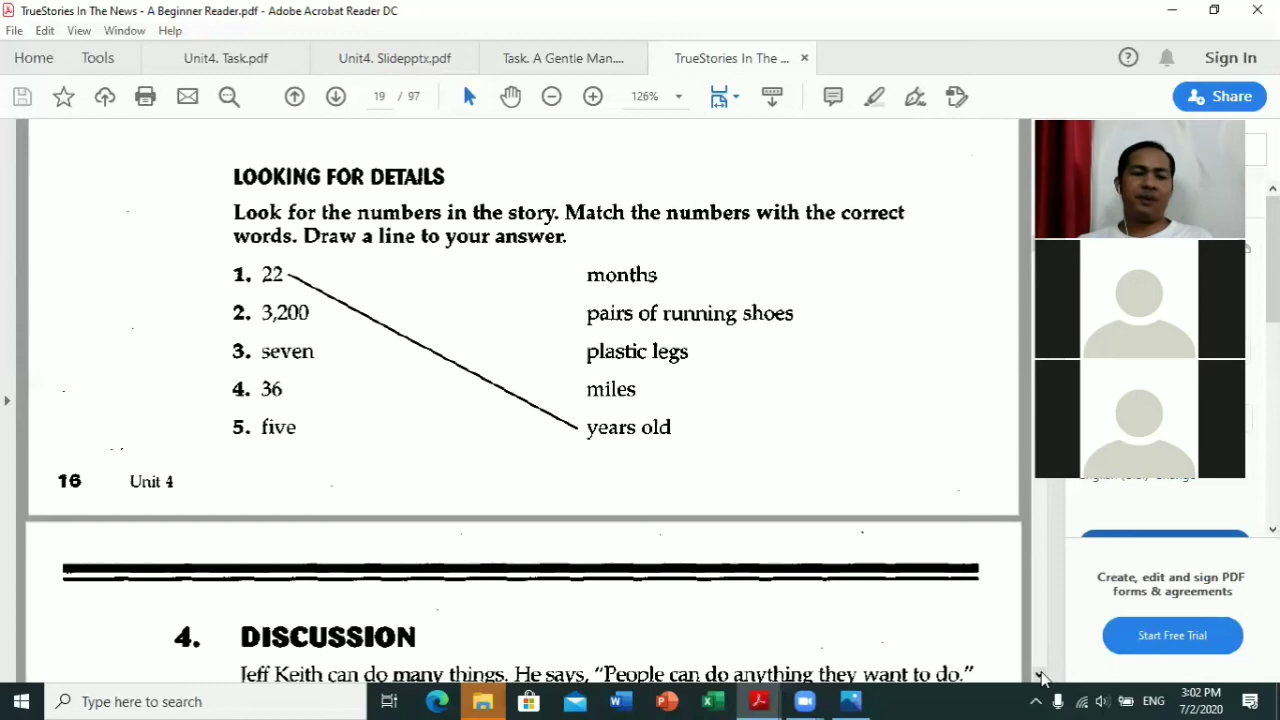 TrueStories In The News - A Beginner Reader.pdf - Adobe Acrobat Reader DC
File Edit View Window Help
Home Tools Unit4. Task.pdf Unit4. Slidepptx.pdf Task. A Gentle Man.... TrueStories In The ... Sign In
19 / 97 126% Share
LOOKING FOR DETAILS
Look for the numbers in the story. Match the numbers with the correct
words. Draw a line to your answer.
1. 22 months
2. 3,200 pairs of running shoes
3. seven plastic legs
4. 36 miles
5. five years old
16 Unit 4
4. DISCUSSION
Jeff Keith can do many things. He says, “People can do anything they want to do.”
Create, edit and sign PDF
forms & agreements
Start Free Trial
Type here to search
ENG
3:02 PM
7/2/2020